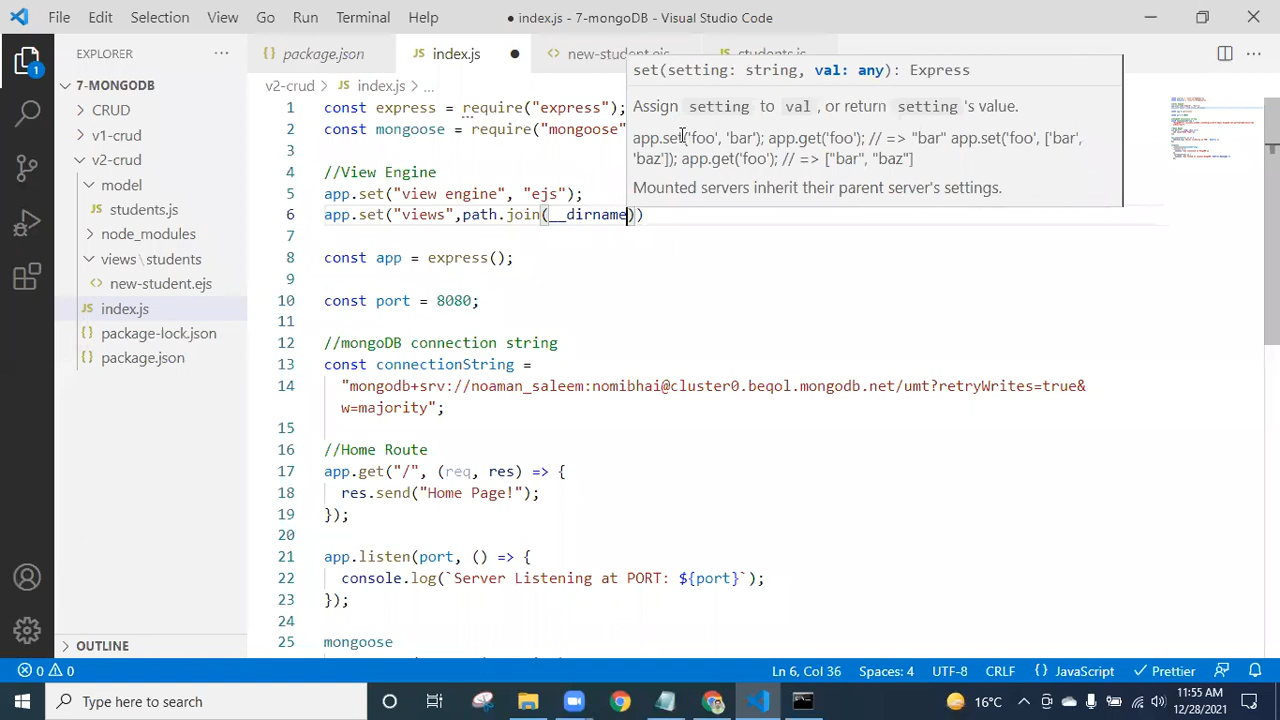 File Edit Selection View Go Run Terminal Help
● index.js - 7-mongoDB - Visual Studio Code
1
EXPLORER ···
package.json
JS index.js ●
new-student.ejs
students.js
7-MONGODB
CRUD
v1-crud
v2-crud
model
JS students.js
node_modules
views\students
<> new-student.ejs
JS index.js
package-lock.json
package.json
OUTLINE
v2-crud > JS index.js > ...
1 const express = require("express");
2 const mongoose = require("mongoose"
3
4 //View Engine
5 app.set("view engine", "ejs");
6 app.set("views",path.join(__dirname))
7
8 const app = express();
9
10 const port = 8080;
11
12 //mongoDB connection string
13 const connectionString =
14 "mongodb+srv://noaman_saleem:nomibhai@cluster0.beqol.mongodb.net/umt?retryWrites=true&
w=majority";
15
16 //Home Route
17 app.get("/", (req, res) => {
18 res.send("Home Page!");
19 });
20
21 app.listen(port, () => {
22 console.log(`Server Listening at PORT: ${port}`);
23 });
24
25 mongoose
set(setting: string, val: any): Express
Assign setting to val , or return setting 's value.
app.set('foo', 'bar'); app.get('foo'); // => "bar" app.set('foo', ['bar',
'baz']); app.get('foo'); // => ["bar", "baz"]
Mounted servers inherit their parent server's settings.
0 0
Ln 6, Col 36 Spaces: 4 UTF-8 CRLF {} JavaScript Prettier
Type here to search
16°C
11:55 AM
12/28/2021